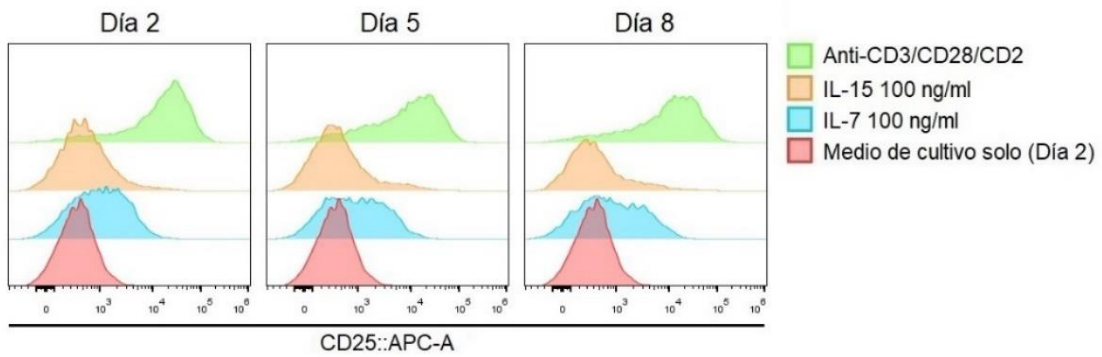 Día 2 Día 5 Día 8
Anti-CD3/CD28/CD2
IL-15 100 ng/ml
IL-7 100 ng/ml
Medio de cultivo solo (Día 2)
0 10³ 10⁴ 10⁵ 10⁶ 0 10³ 10⁴ 10⁵ 10⁶ 0 10³ 10⁴ 10⁵ 10⁶
CD25::APC-A